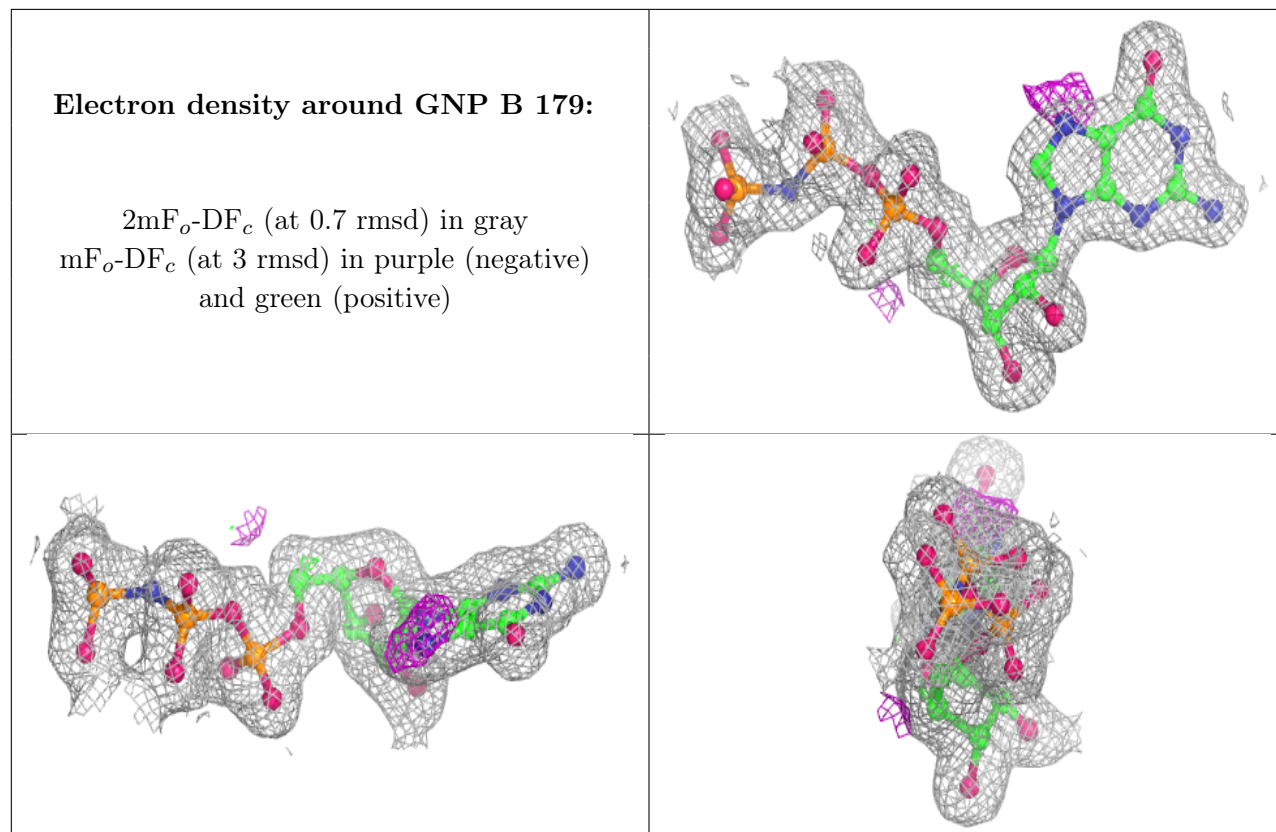 Electron density around GNP B 179:
2mFₒ-DF𝒸 (at 0.7 rmsd) in gray
mFₒ-DF𝒸 (at 3 rmsd) in purple (negative)
and green (positive)